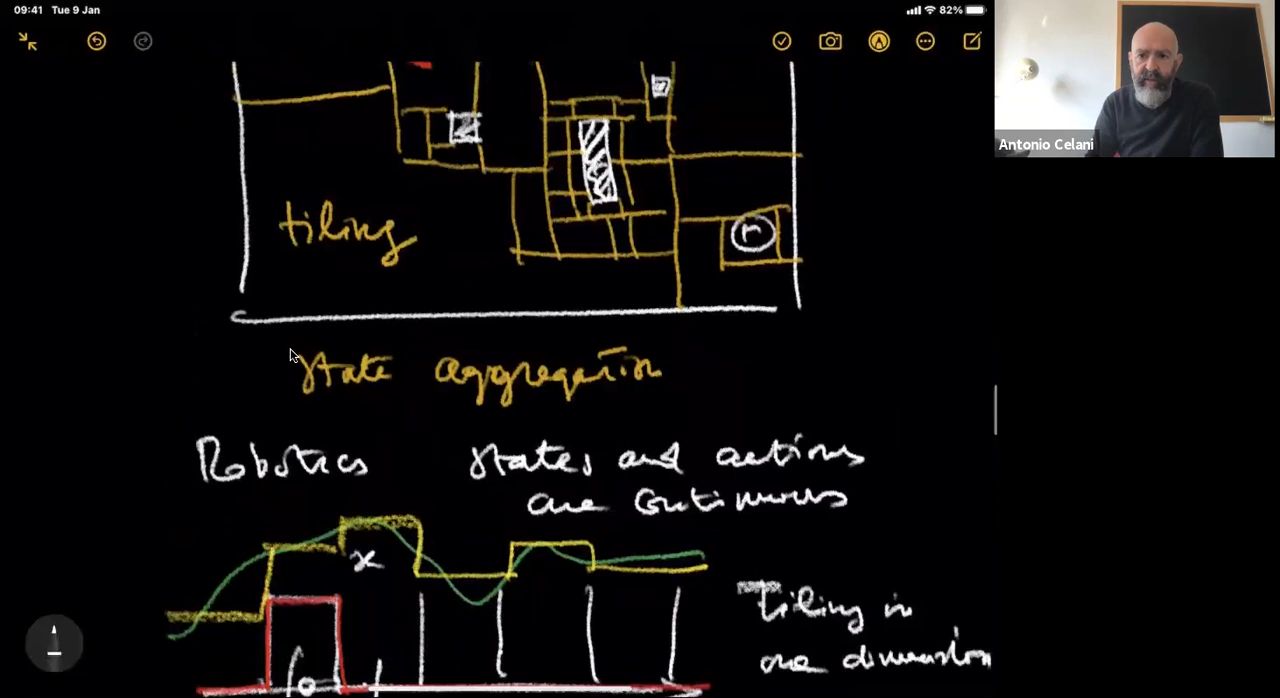 09:41 Tue 9 Jan
82%
Antonio Celani
r
tiling
state aggregation
Robotics states and actions
are continuous
x
Tiling in
one dimension